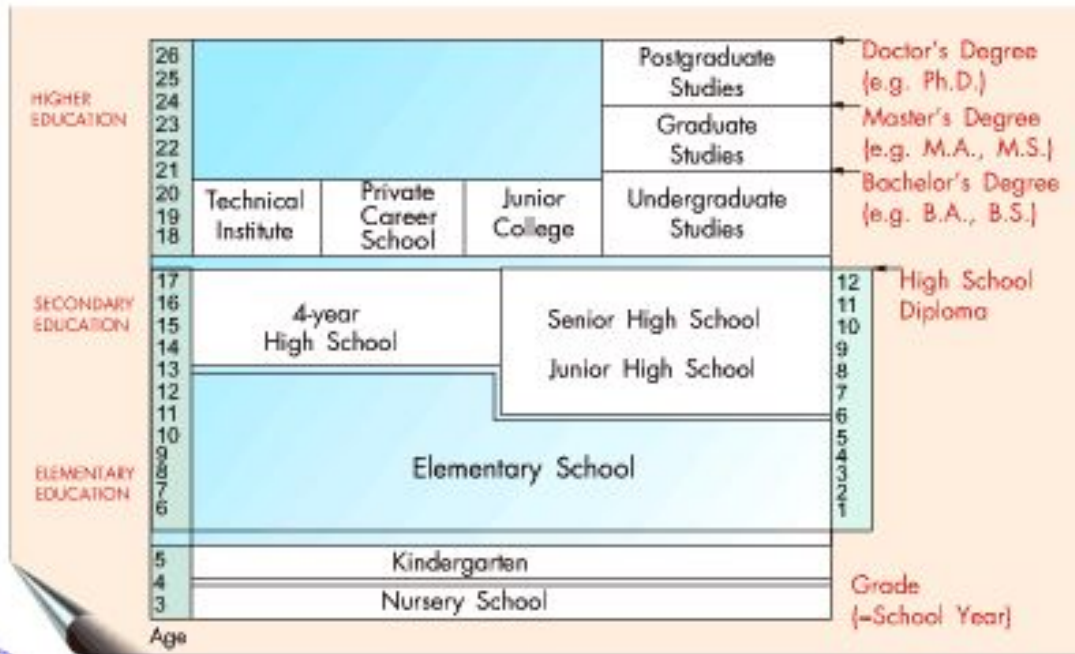 HIGHER
EDUCATION
SECONDARY
EDUCATION
ELEMENTARY
EDUCATION
26
25
24
23
22
21
20
19
18
17
16
15
14
13
12
11
10
9
8
7
6
5
4
3
Age
Postgraduate
Studies
Graduate
Studies
Technical
Institute
Private
Career
School
Junior
College
Undergraduate
Studies
4-year
High School
Senior High School
Junior High School
Elementary School
Kindergarten
Nursery School
12
11
10
9
8
7
6
5
4
3
2
1
Doctor's Degree
(e.g. Ph.D.)
Master's Degree
(e.g. M.A., M.S.)
Bachelor's Degree
(e.g. B.A., B.S.)
High School
Diploma
Grade
(=School Year)